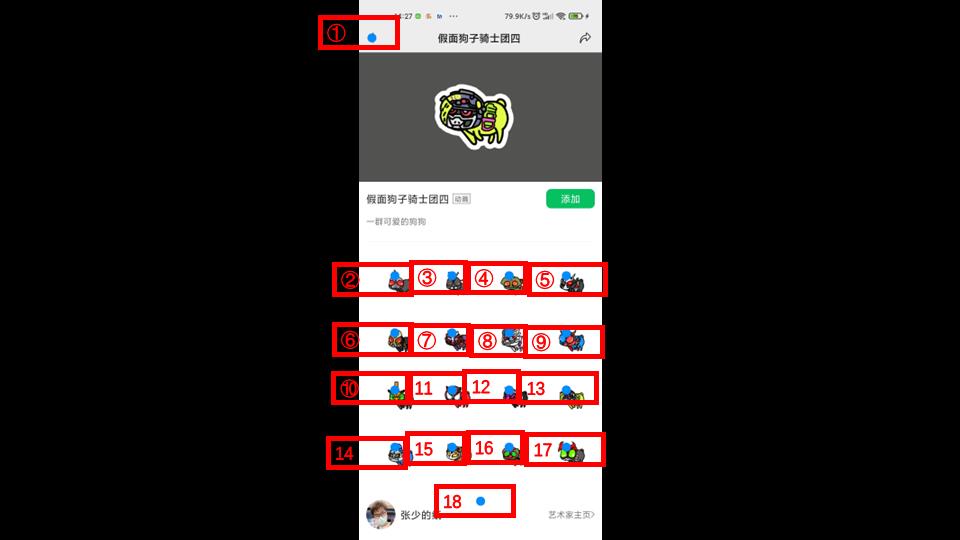 ① :27 79.9K/s
假面狗子骑士团四
假面狗子骑士团四 动画
添加
一群可爱的狗狗
② ③ ④ ⑤
⑥ ⑦ ⑧ ⑨
⑩ 11 12 13
14 15 16 17
18
张少的 艺术家主页>